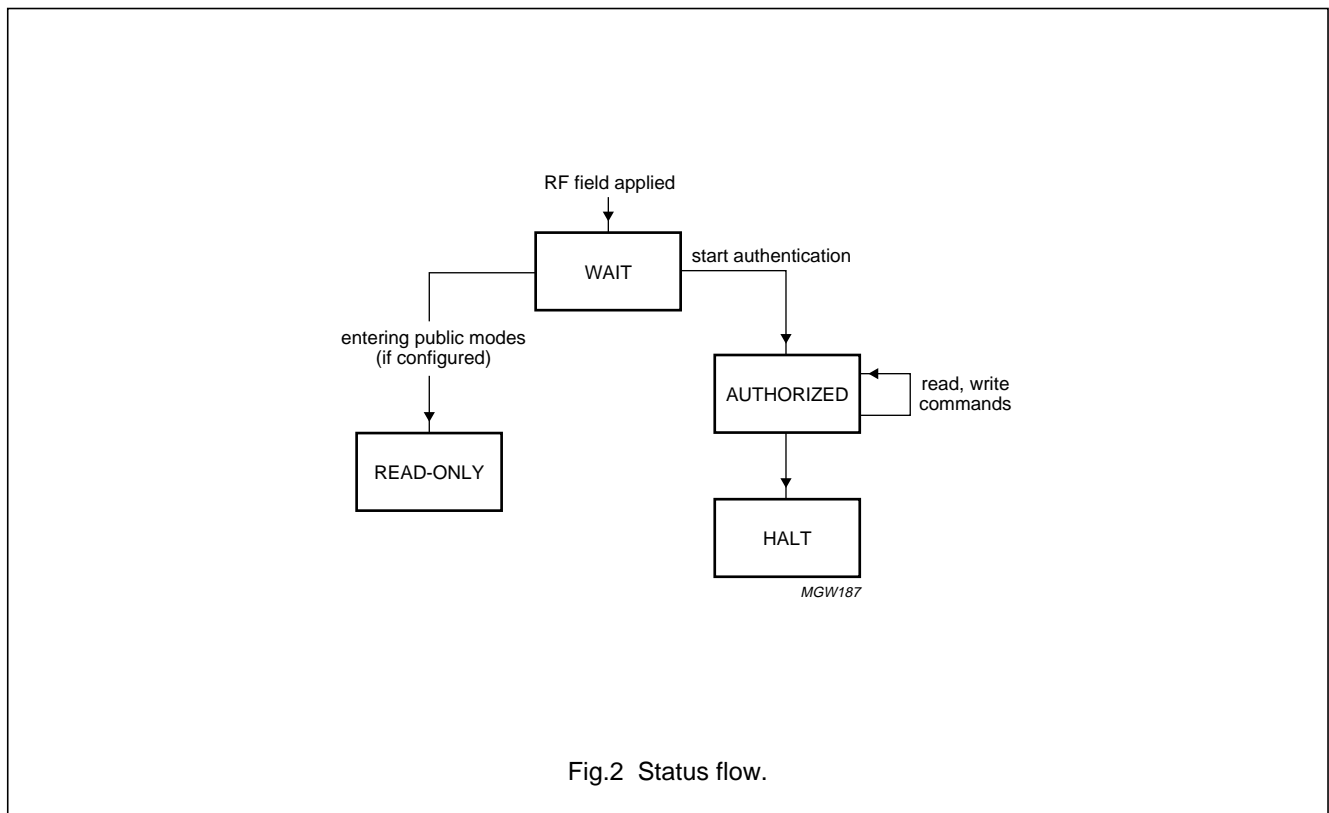 RF field applied
WAIT
start authentication
entering public modes
(if configured)
AUTHORIZED
read, write
commands
READ-ONLY
HALT
MGW187
Fig.2 Status flow.